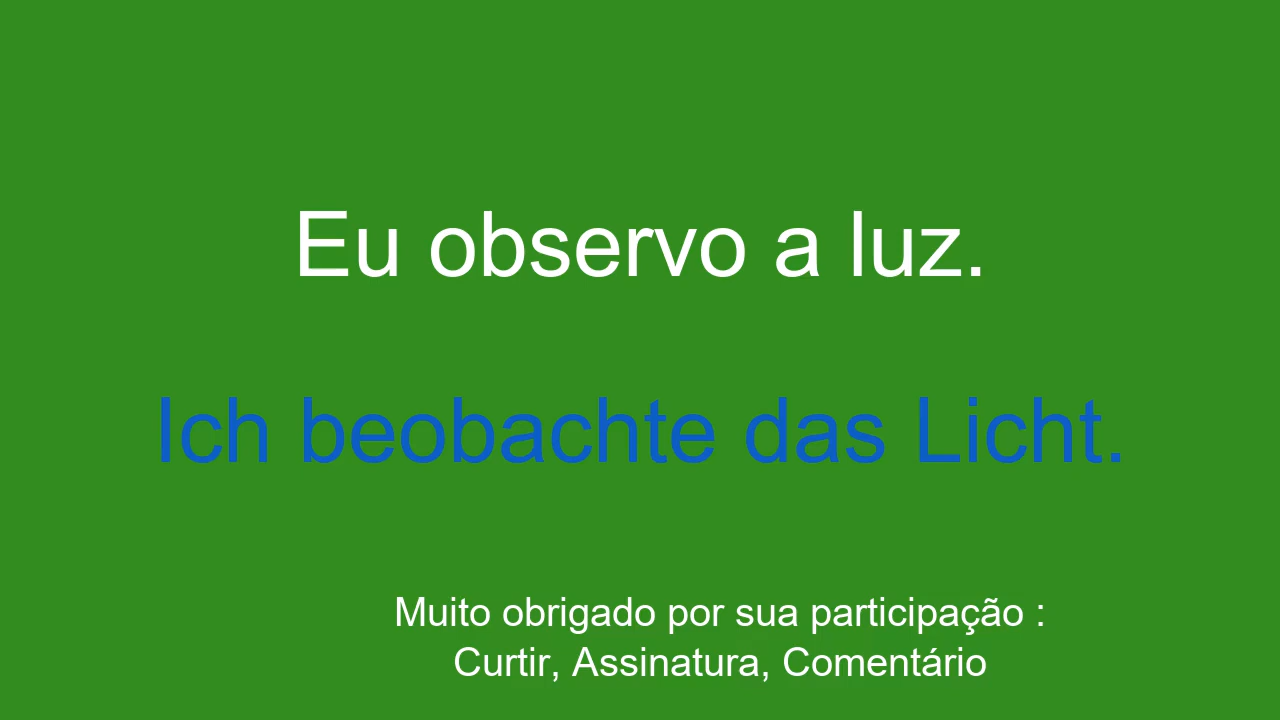 Eu observo a luz.
Ich beobachte das Licht.
Muito obrigado por sua participação :
Curtir, Assinatura, Comentário